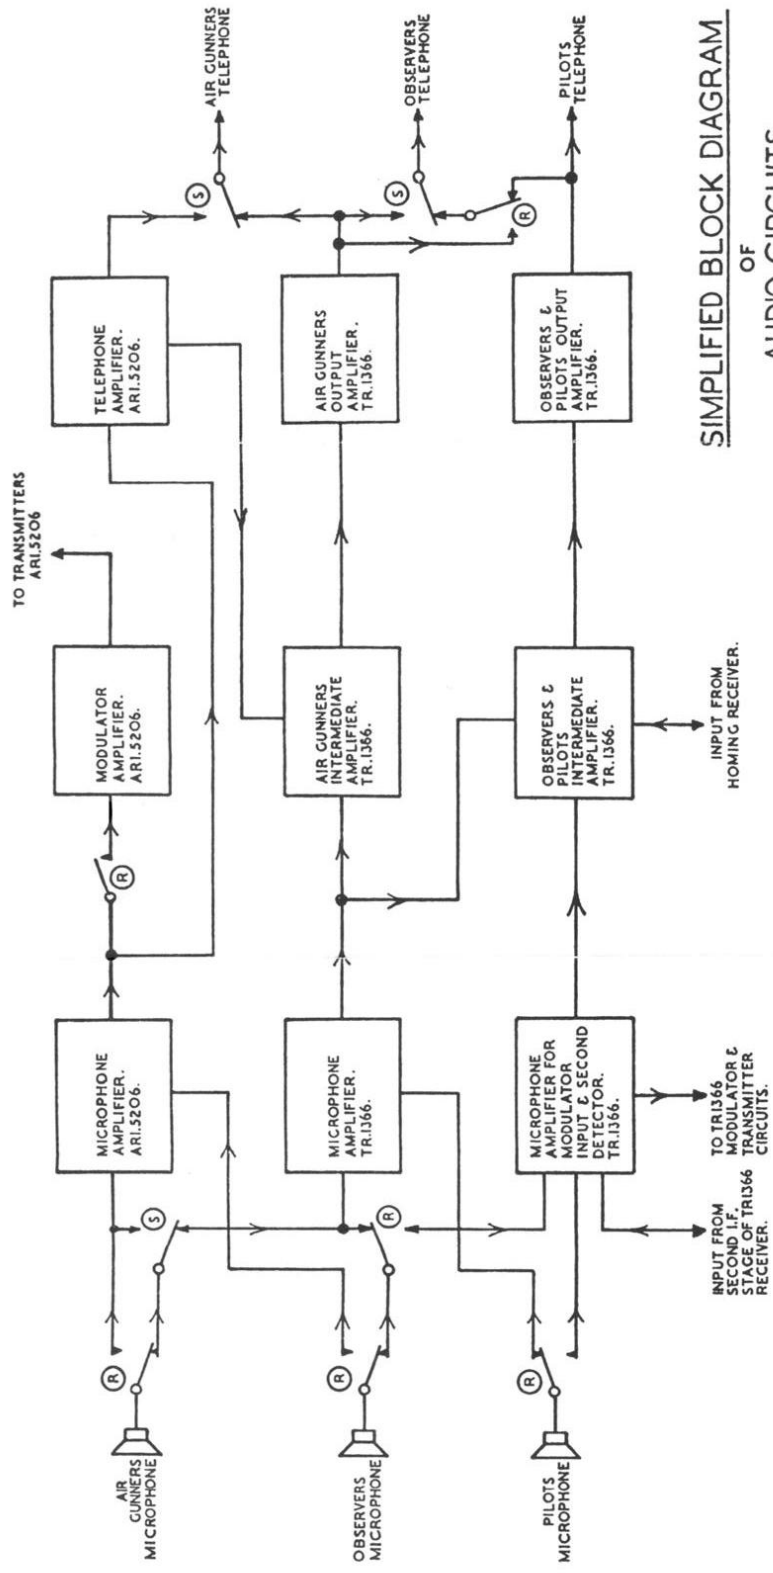 AIR
GUNNERS
MICROPHONE
OBSERVERS
MICROPHONE
PILOTS
MICROPHONE
R
R
R
S
R
MICROPHONE
AMPLIFIER.
ARI.5206.
MICROPHONE
AMPLIFIER.
TR.1366.
MICROPHONE
AMPLIFIER FOR
MODULATOR
INPUT & SECOND
DETECTOR.
TR.1366.
INPUT FROM
SECOND I.F.
STAGE OF TR1366
RECEIVER.
TO TR1366
MODULATOR &
TRANSMITTER
CIRCUITS.
R
MODULATOR
AMPLIFIER.
ARI.5206.
AIR GUNNERS
INTERMEDIATE
AMPLIFIER.
TR.1366.
OBSERVERS &
PILOTS
INTERMEDIATE
AMPLIFIER.
TR.1366.
INPUT FROM
HOMING RECEIVER.
TO TRANSMITTERS
ARI.5206
TELEPHONE
AMPLIFIER.
ARI.5206.
AIR GUNNERS
OUTPUT
AMPLIFIER.
TR.1366.
OBSERVERS &
PILOTS OUTPUT
AMPLIFIER.
TR.1366.
S
S
R
AIR GUNNERS
TELEPHONE
OBSERVERS
TELEPHONE
PILOTS
TELEPHONE
SIMPLIFIED BLOCK DIAGRAM
OF
AUDIO CIRCUITS